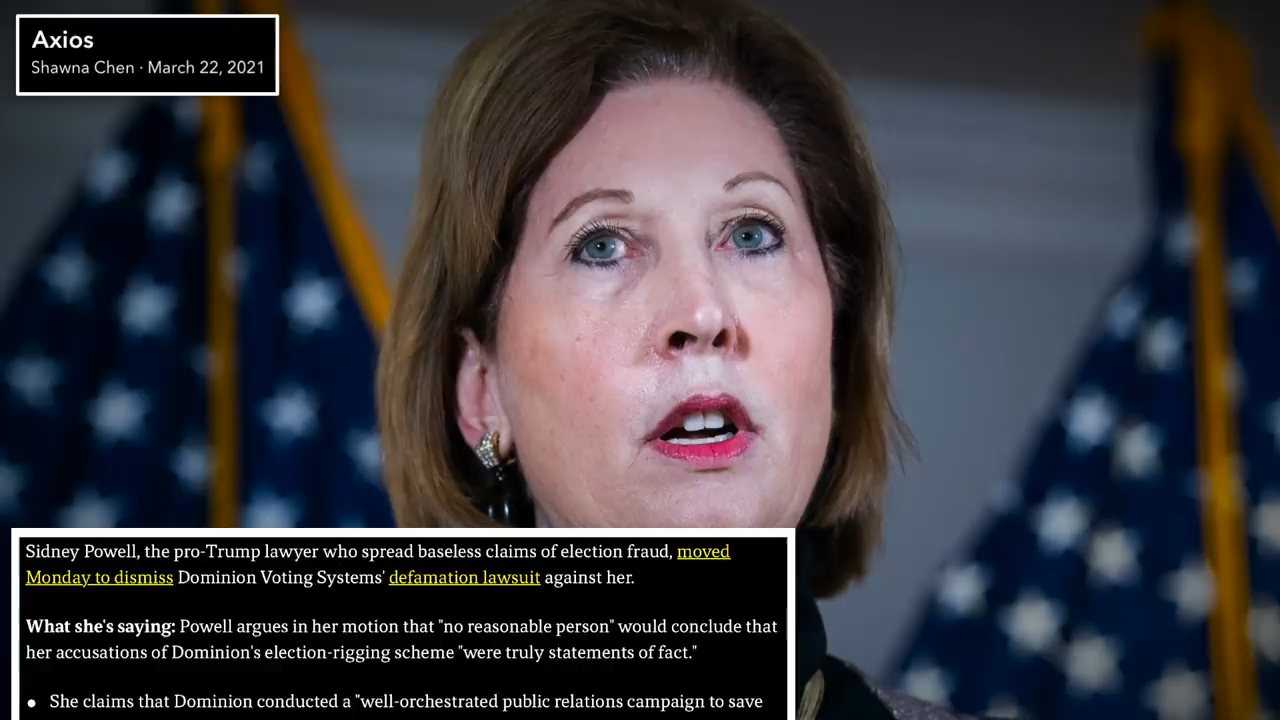 Axios
Shawna Chen · March 22, 2021
Sidney Powell, the pro-Trump lawyer who spread baseless claims of election fraud, moved
Monday to dismiss Dominion Voting Systems' defamation lawsuit against her.
What she's saying: Powell argues in her motion that "no reasonable person" would conclude that
her accusations of Dominion's election-rigging scheme "were truly statements of fact."
● She claims that Dominion conducted a "well-orchestrated public relations campaign to save